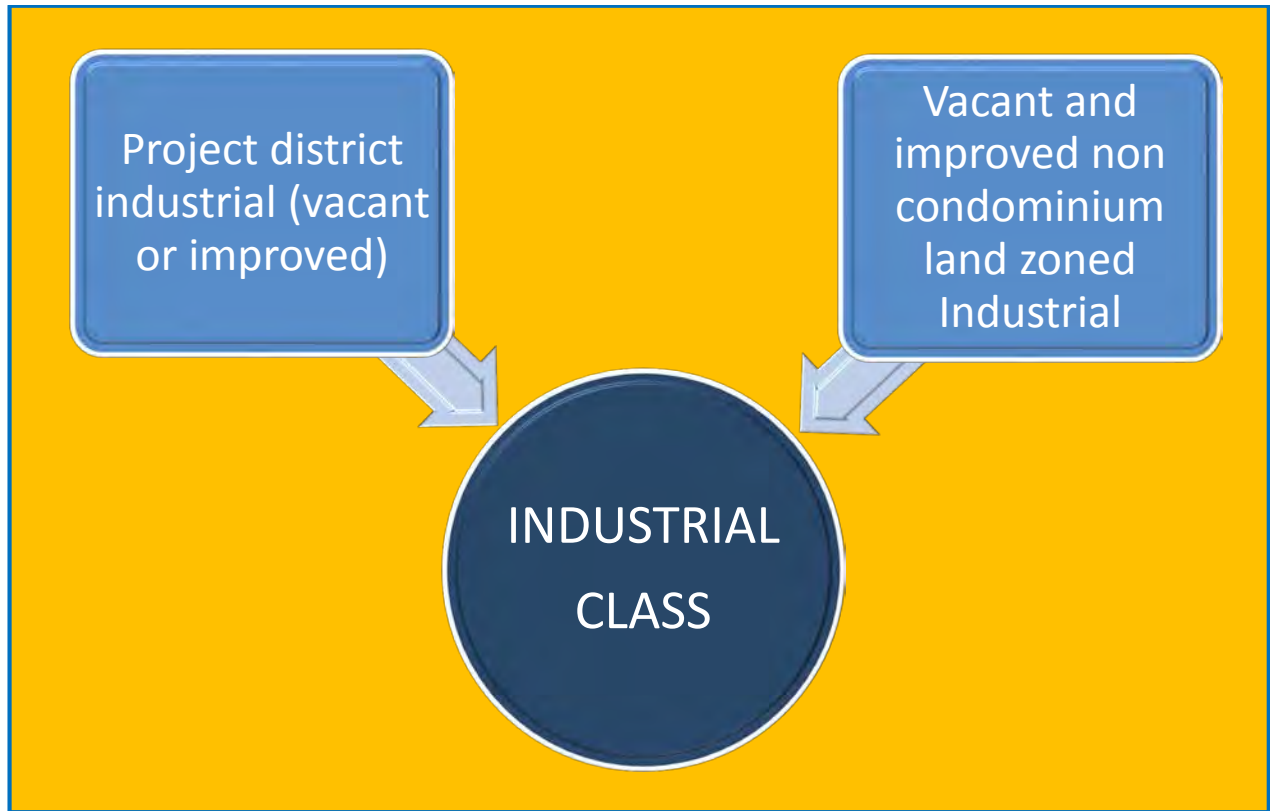 Project district
industrial (vacant
or improved)
Vacant and
improved non
condominium
land zoned
Industrial
INDUSTRIAL
CLASS